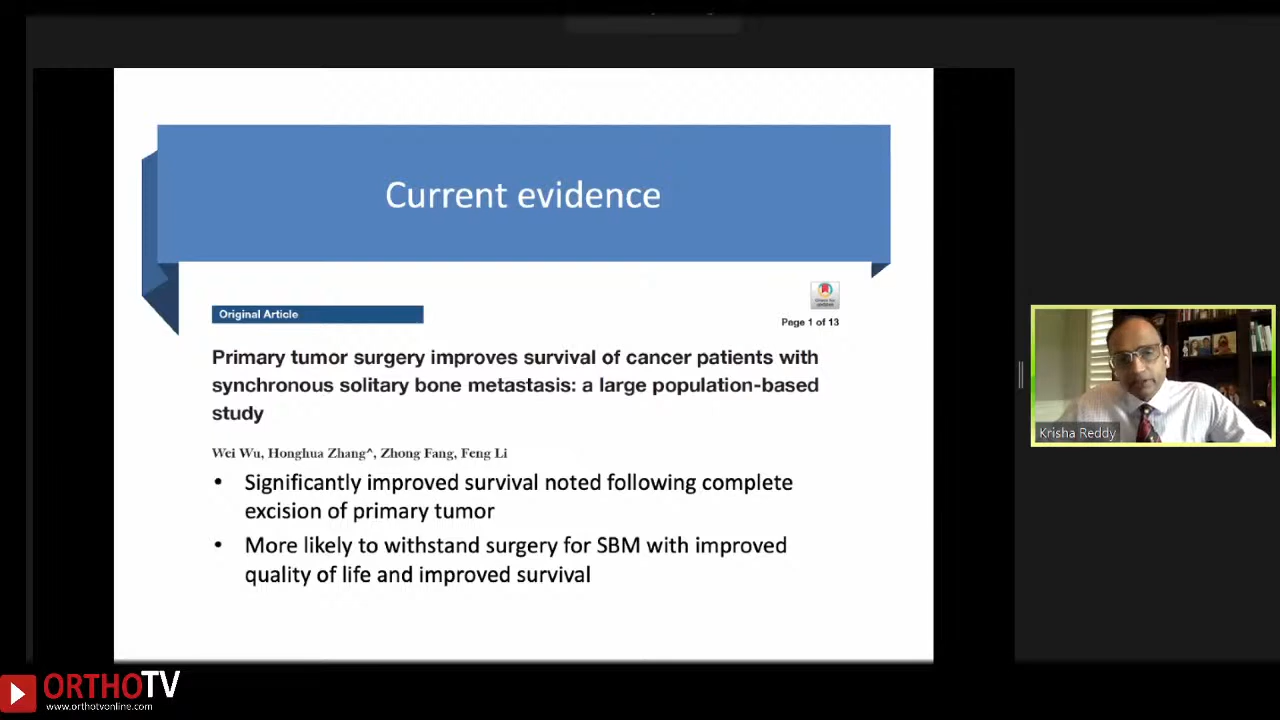 Current evidence
Original Article
Check for
updates
Page 1 of 13
Primary tumor surgery improves survival of cancer patients with
synchronous solitary bone metastasis: a large population-based
study
Wei Wu, Honghua Zhang^, Zhong Fang, Feng Li
• Significantly improved survival noted following complete
excision of primary tumor
• More likely to withstand surgery for SBM with improved
quality of life and improved survival
Krisha Reddy
ORTHOTV
www.orthotvonline.com